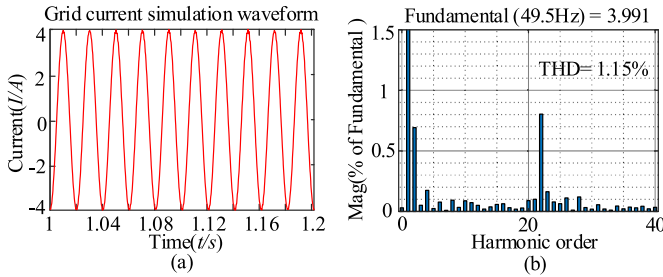 Grid current simulation waveform
4
2
0
-2
-4
Current(I/A)
1
1.04
1.08
1.12
1.16
1.2
Time(t/s)
(a)
Fundamental (49.5Hz) = 3.991
1.5
1
0.5
0
Mag(% of Fundamental )
THD= 1.15%
0
20
40
Harmonic order
(b)